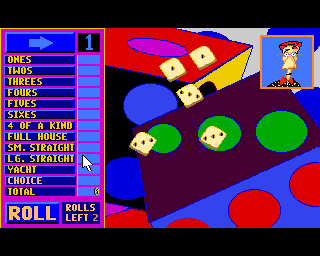 1
ONES
TWOS
THREES
FOURS
FIVES
SIXES
4 OF A KIND
FULL HOUSE
SM. STRAIGHT
LG. STRAIGHT
YACHT
CHOICE
TOTAL 0
ROLL
ROLLS
LEFT 2